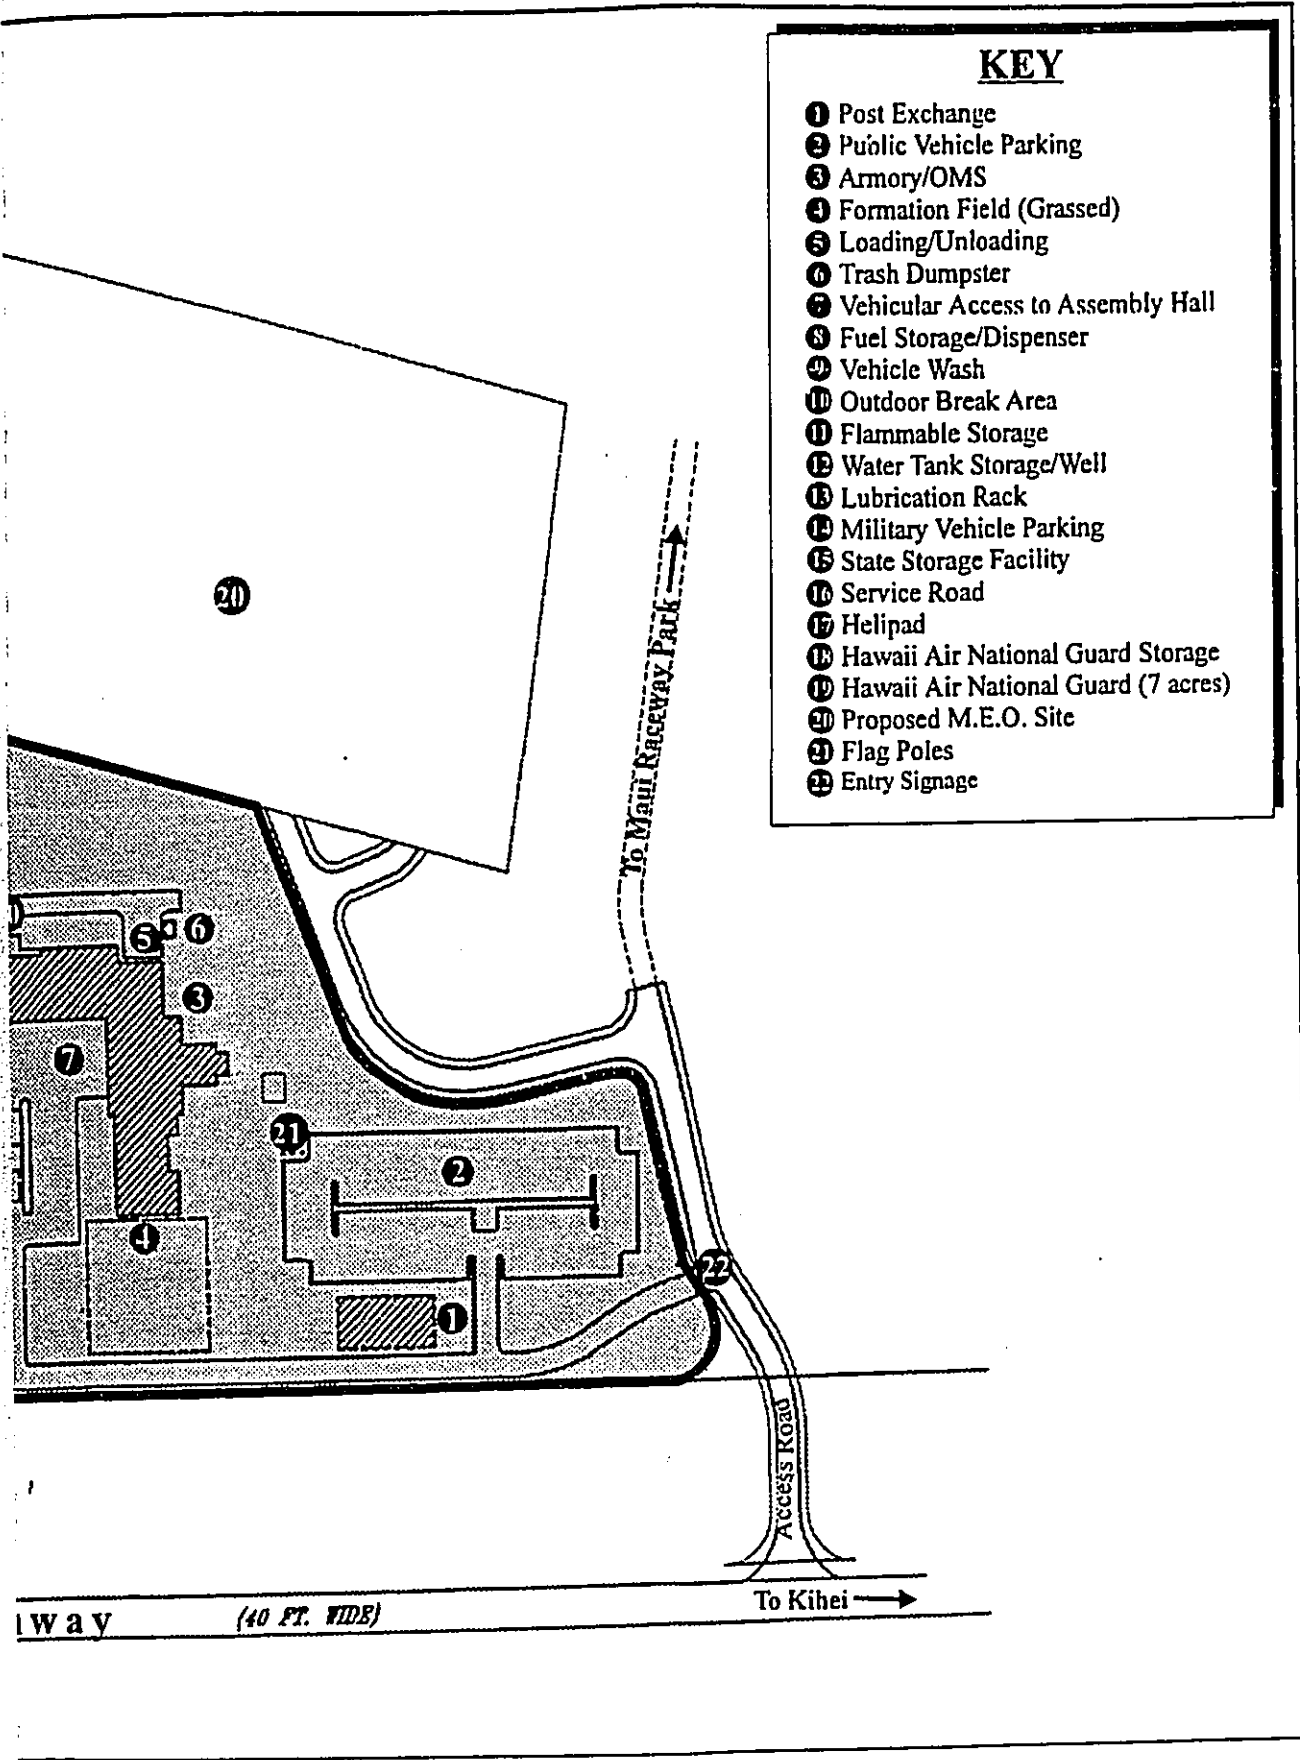 KEY
1 Post Exchange
2 Public Vehicle Parking
3 Armory/OMS
4 Formation Field (Grassed)
5 Loading/Unloading
6 Trash Dumpster
7 Vehicular Access to Assembly Hall
8 Fuel Storage/Dispenser
9 Vehicle Wash
10 Outdoor Break Area
11 Flammable Storage
12 Water Tank Storage/Well
13 Lubrication Rack
14 Military Vehicle Parking
15 State Storage Facility
16 Service Road
17 Helipad
18 Hawaii Air National Guard Storage
19 Hawaii Air National Guard (7 acres)
20 Proposed M.E.O. Site
21 Flag Poles
22 Entry Signage
20
To Maui Raceway Park
5
6
3
7
21
2
4
22
1
Access Road
To Kihei
way
(40 FT. WIDE)